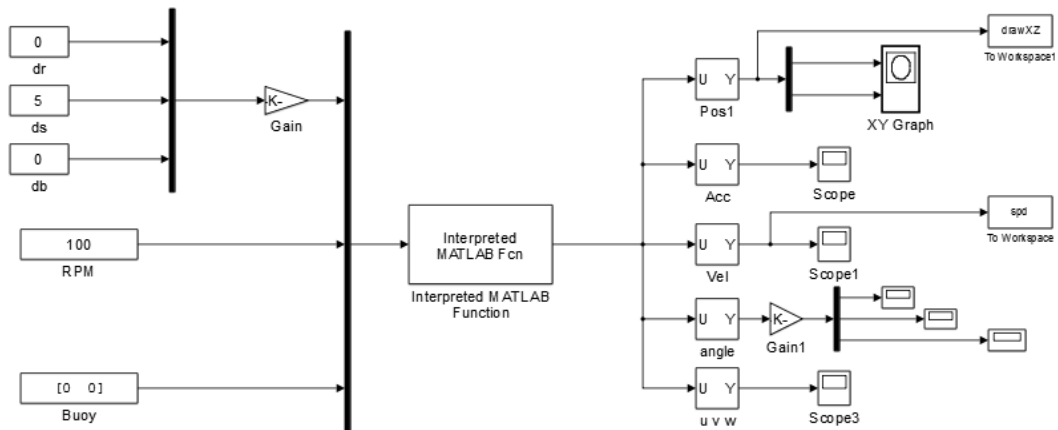 0
dr
5
ds
0
db
-K-
Gain
100
RPM
[0 0]
Buoy
Interpreted
MATLAB Fcn
Interpreted MATLAB
Function
U Y
Pos1
XY Graph
drawXZ
To Workspace1
U Y
Acc
Scope
U Y
Vel
Scope1
spd
To Workspace
U Y
angle
K-
Gain1
U Y
u v w
Scope3